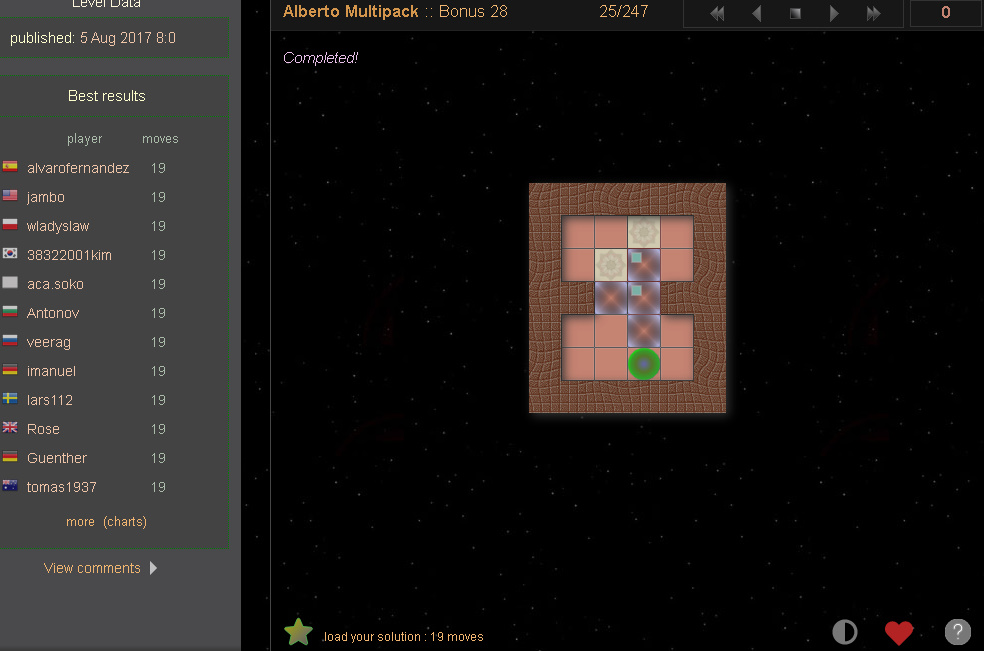 Level Data
published: 5 Aug 2017 8:0
Best results
player moves
alvarofernandez 19
jambo 19
wladyslaw 19
38322001kim 19
aca.soko 19
Antonov 19
veerag 19
imanuel 19
lars112 19
Rose 19
Guenther 19
tomas1937 19
more (charts)
View comments
Alberto Multipack :: Bonus 28 25/247 0
Completed!
load your solution : 19 moves
?